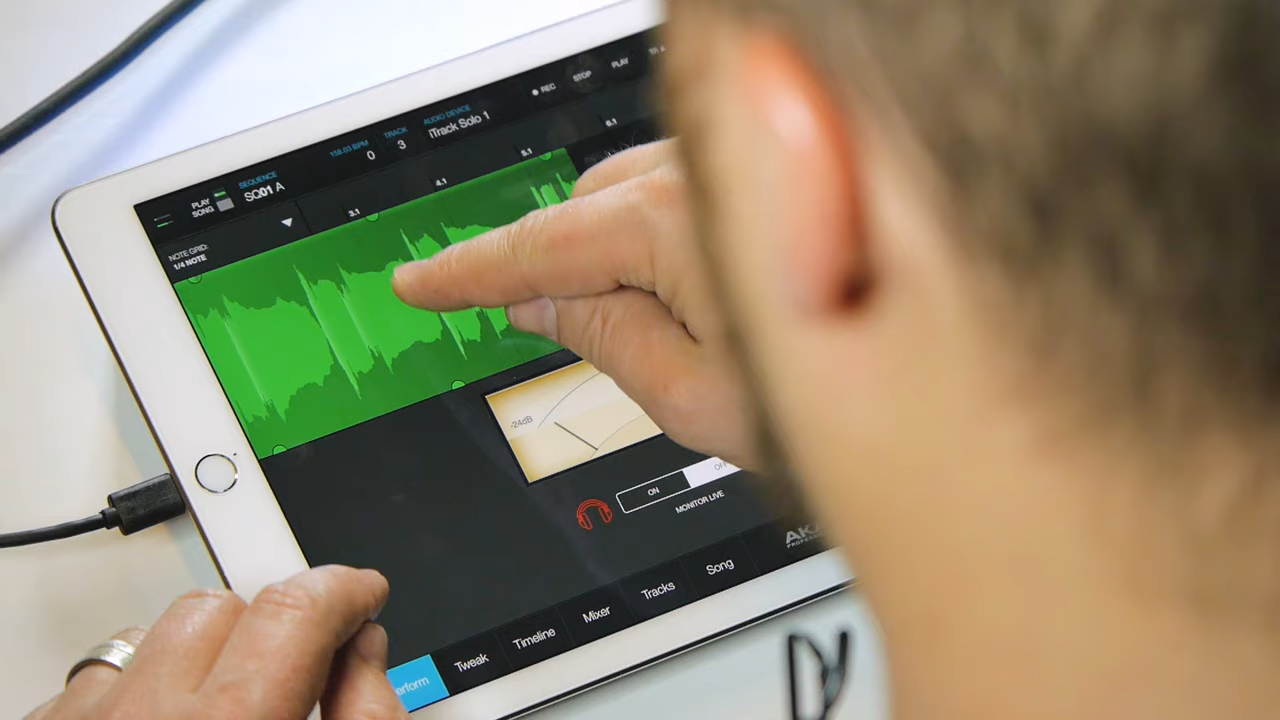 REC
STOP
PLAY
158.03 BPM
0
TRACK
3
AUDIO DEVICE
iTrack Solo 1
PLAY
SONG
SEQUENCE
SQ01 A
3.1
4.1
5.1
6.1
NOTE GRID:
1/4 NOTE
-24dB
ON
MONITOR LIVE
Tweak
Timeline
Mixer
Tracks
Song